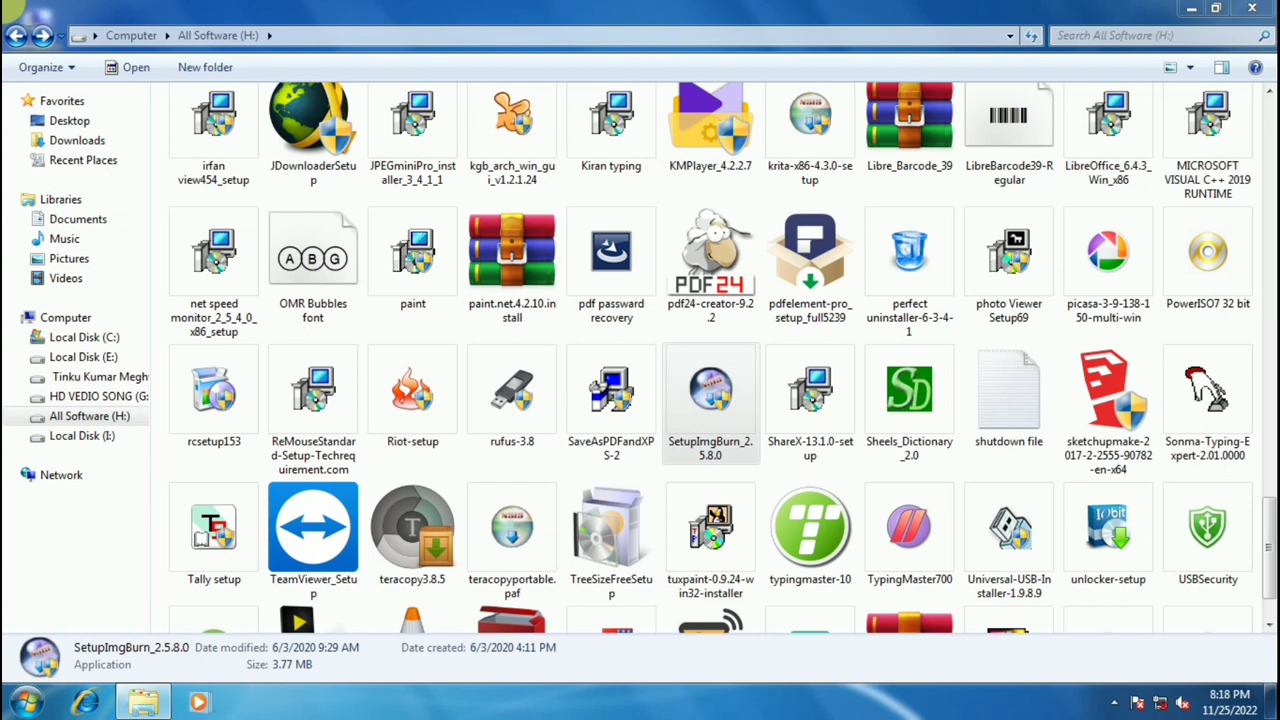 Computer
All Software (H:)
Search All Software (H:)
Organize
Open
New folder
Favorites
Desktop
Downloads
Recent Places
Libraries
Documents
Music
Pictures
Videos
Computer
Local Disk (C:)
Local Disk (E:)
Tinku Kumar Megh
HD VEDIO SONG (G:
All Software (H:)
Local Disk (I:)
Network
irfan
view454_setup
JDownloaderSetu
p
JPEGminiPro_inst
aller_3_4_1_1
kgb_arch_win_gu
i_v1.2.1.24
Kiran typing
KMPlayer_4.2.2.7
krita-x86-4.3.0-se
tup
Libre_Barcode_39
LibreBarcode39-R
egular
LibreOffice_6.4.3_
Win_x86
MICROSOFT
VISUAL C++ 2019
RUNTIME
net speed
monitor_2_5_4_0_
x86_setup
ABG
OMR Bubbles
font
paint
paint.net.4.2.10.in
stall
pdf passward
recovery
PDF24
pdf24-creator-9.2
.2
pdfelement-pro_
setup_full5239
perfect
uninstaller-6-3-4-
1
photo Viewer
Setup69
picasa-3-9-138-1
50-multi-win
PowerISO7 32 bit
rcsetup153
ReMouseStandar
d-Setup-Techreq
uirement.com
Riot-setup
rufus-3.8
SaveAsPDFandXP
S-2
SetupImgBurn_2.
5.8.0
ShareX-13.1.0-set
up
SD
Sheels_Dictionary
_2.0
shutdown file
sketchupmake-2
017-2-2555-90782
-en-x64
Sonma-Typing-E
xpert-2.01.0000
Tally setup
TeamViewer_Setu
p
T
teracopy3.8.5
teracopyportable.
paf
TreeSizeFreeSetu
p
tuxpaint-0.9.24-w
in32-installer
typingmaster-10
TypingMaster700
Universal-USB-In
staller-1.9.8.9
IObit
unlocker-setup
USBSecurity
SetupImgBurn_2.5.8.0
Date modified: 6/3/2020 9:29 AM
Date created: 6/3/2020 4:11 PM
Application
Size: 3.77 MB
8:18 PM
11/25/2022